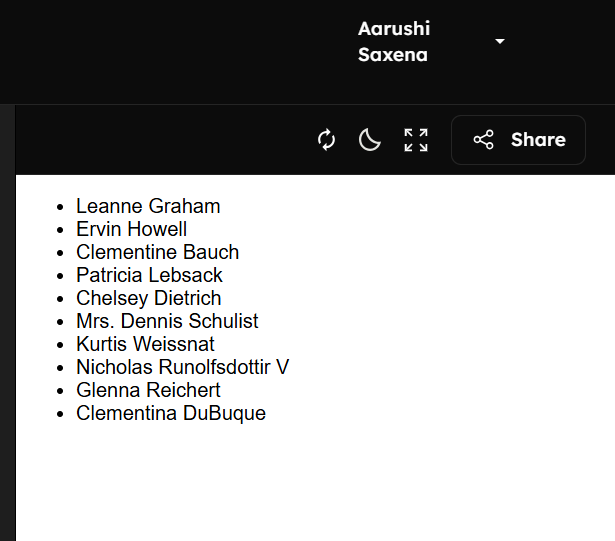 Aarushi
Saxena
Share
• Leanne Graham
• Ervin Howell
• Clementine Bauch
• Patricia Lebsack
• Chelsey Dietrich
• Mrs. Dennis Schulist
• Kurtis Weissnat
• Nicholas Runolfsdottir V
• Glenna Reichert
• Clementina DuBuque